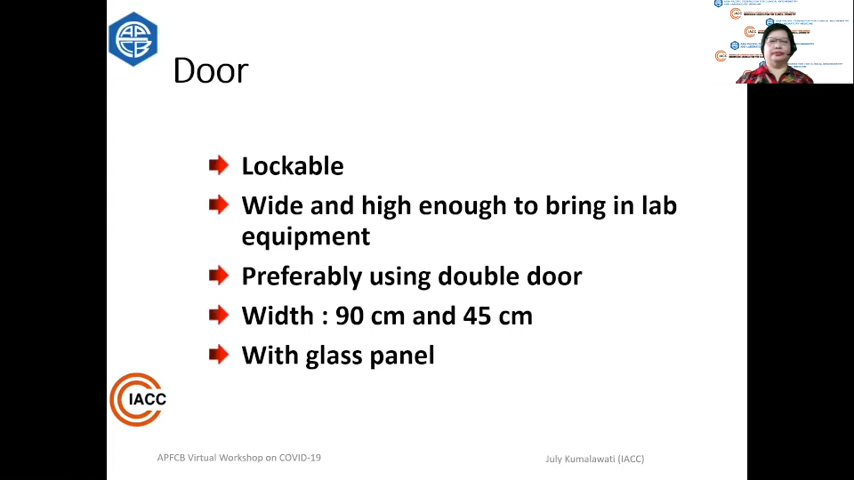 APFCB
Door
Lockable
Wide and high enough to bring in lab
equipment
Preferably using double door
Width : 90 cm and 45 cm
With glass panel
IACC
APFCB Virtual Workshop on COVID-19
July Kumalawati (IACC)